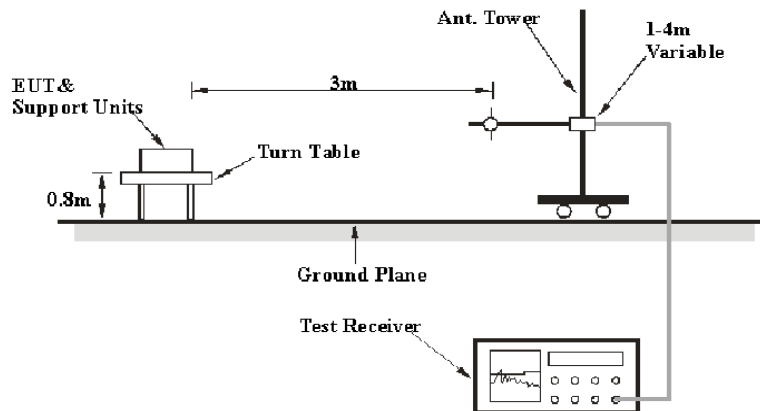 Ant. Tower
1-4m
Variable
3m
EUT&
Support Units
Turn Table
0.8m
Ground Plane
Test Receiver